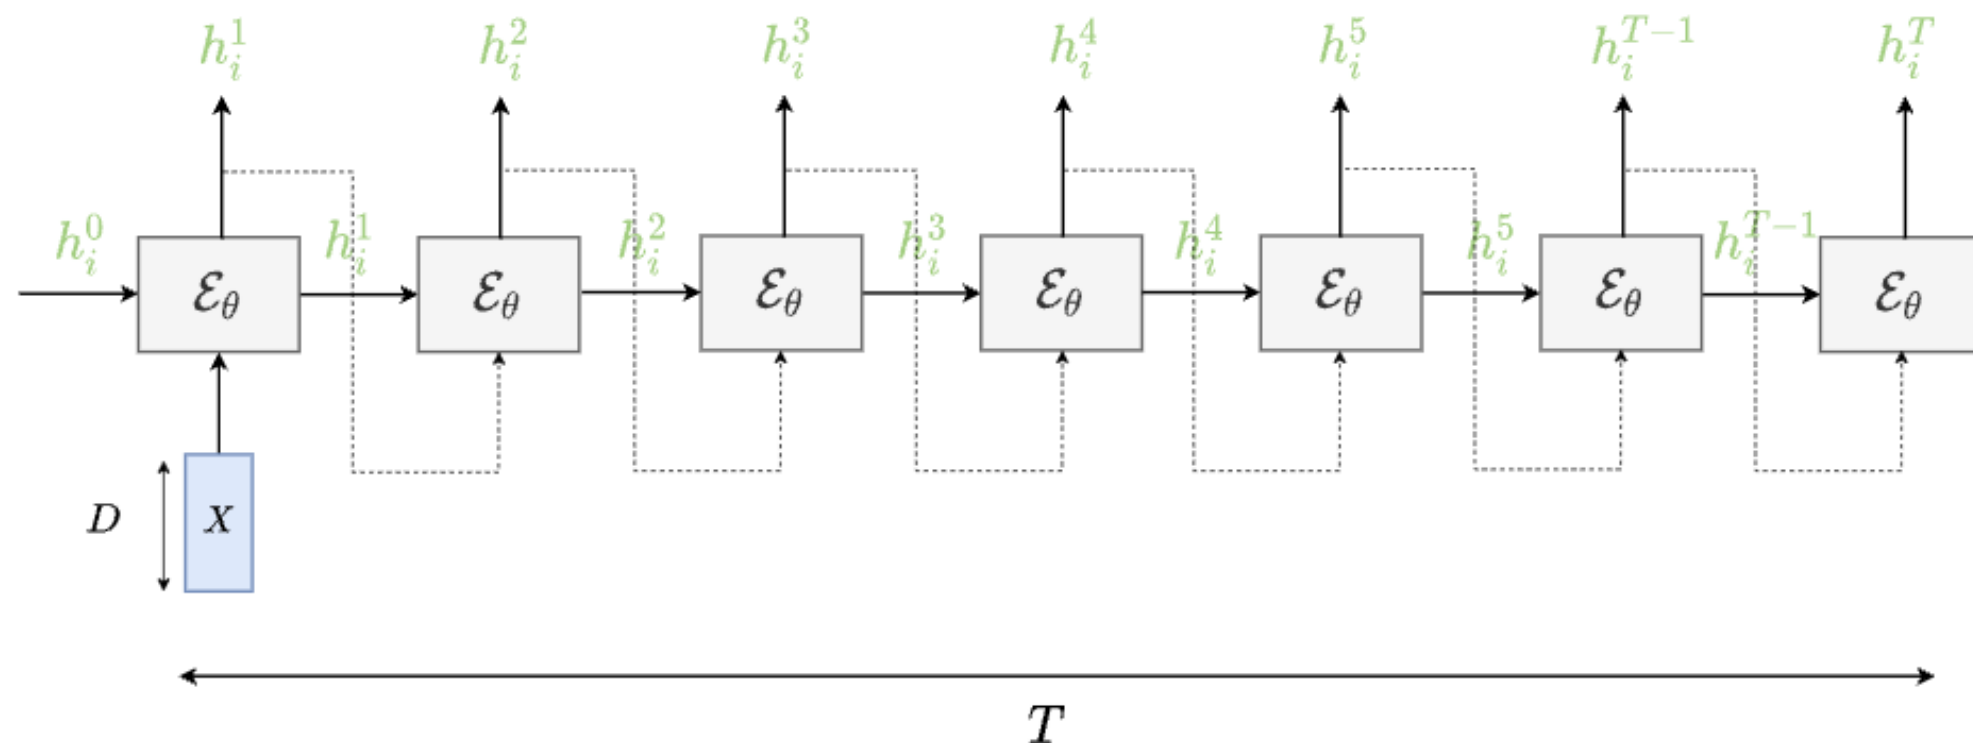 h_i^1 h_i^2 h_i^3 h_i^4 h_i^5 h_i^{T-1} h_i^T
h_i^0 h_i^1 h_i^2 h_i^3 h_i^4 h_i^5 h_i^{T-1}
ℰ_θ ℰ_θ ℰ_θ ℰ_θ ℰ_θ ℰ_θ ℰ_θ
D X
T